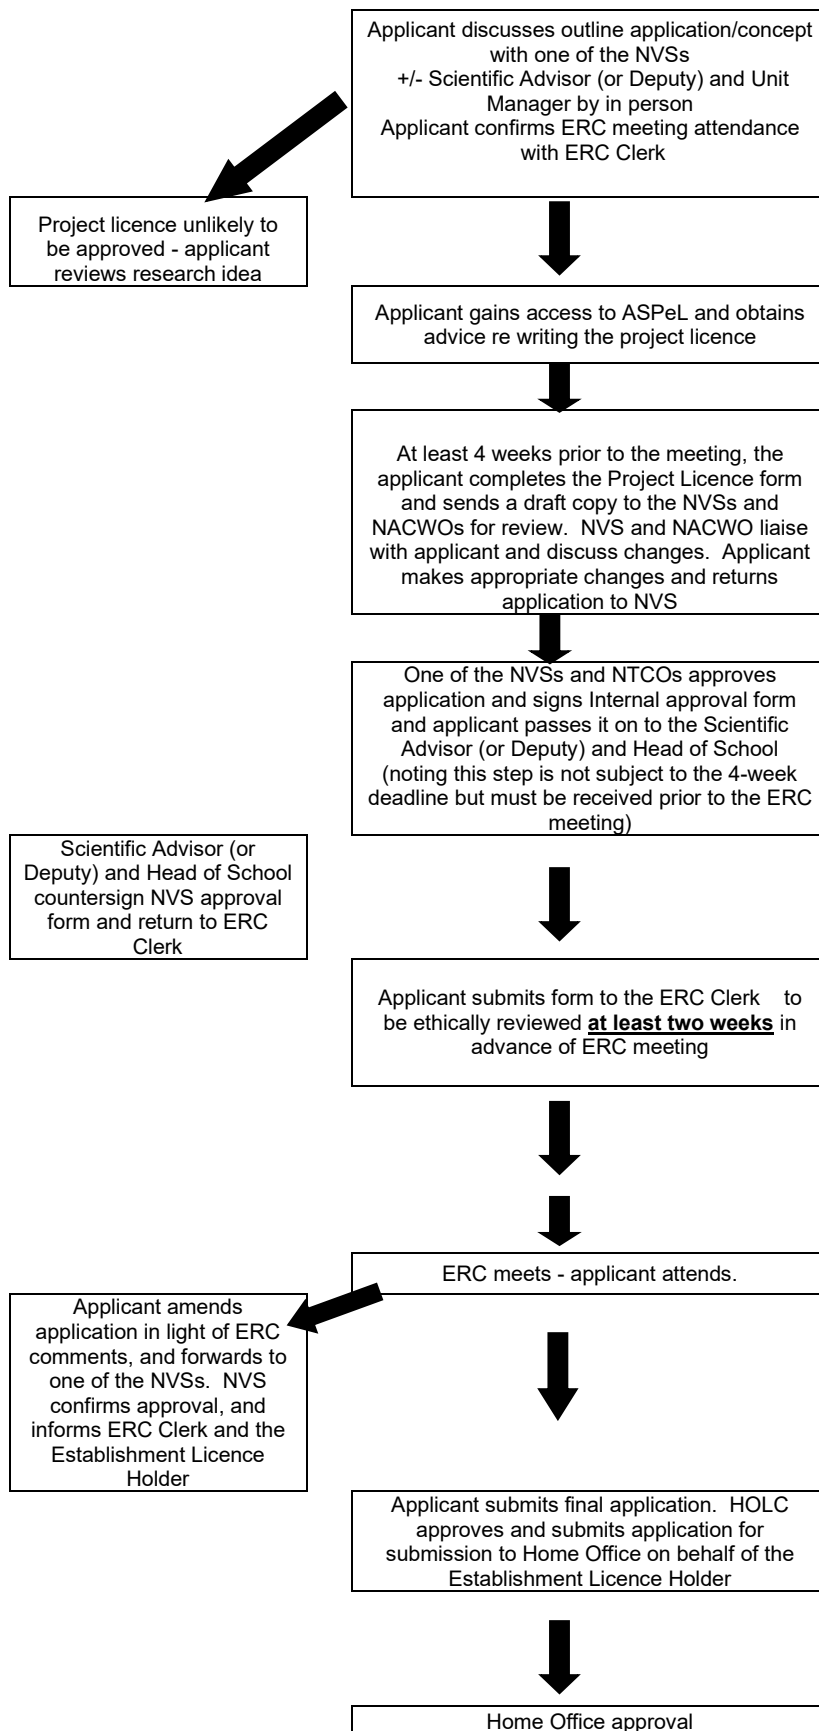 Applicant discusses outline application/concept
with one of the NVSs
+/- Scientific Advisor (or Deputy) and Unit
Manager by in person
Applicant confirms ERC meeting attendance
with ERC Clerk
Project licence unlikely to
be approved - applicant
reviews research idea
Applicant gains access to ASPeL and obtains
advice re writing the project licence
At least 4 weeks prior to the meeting, the
applicant completes the Project Licence form
and sends a draft copy to the NVSs and
NACWOs for review.  NVS and NACWO liaise
with applicant and discuss changes.  Applicant
makes appropriate changes and returns
application to NVS
One of the NVSs and NTCOs approves
application and signs Internal approval form
and applicant passes it on to the Scientific
Advisor (or Deputy) and Head of School
(noting this step is not subject to the 4-week
deadline but must be received prior to the ERC
meeting)
Scientific Advisor (or
Deputy) and Head of School
countersign NVS approval
form and return to ERC
Clerk
Applicant submits form to the ERC Clerk    to
be ethically reviewed at least two weeks in
advance of ERC meeting
ERC meets - applicant attends.
Applicant amends
application in light of ERC
comments, and forwards to
one of the NVSs.  NVS
confirms approval, and
informs ERC Clerk and the
Establishment Licence
Holder
Applicant submits final application.  HOLC
approves and submits application for
submission to Home Office on behalf of the
Establishment Licence Holder
Home Office approval